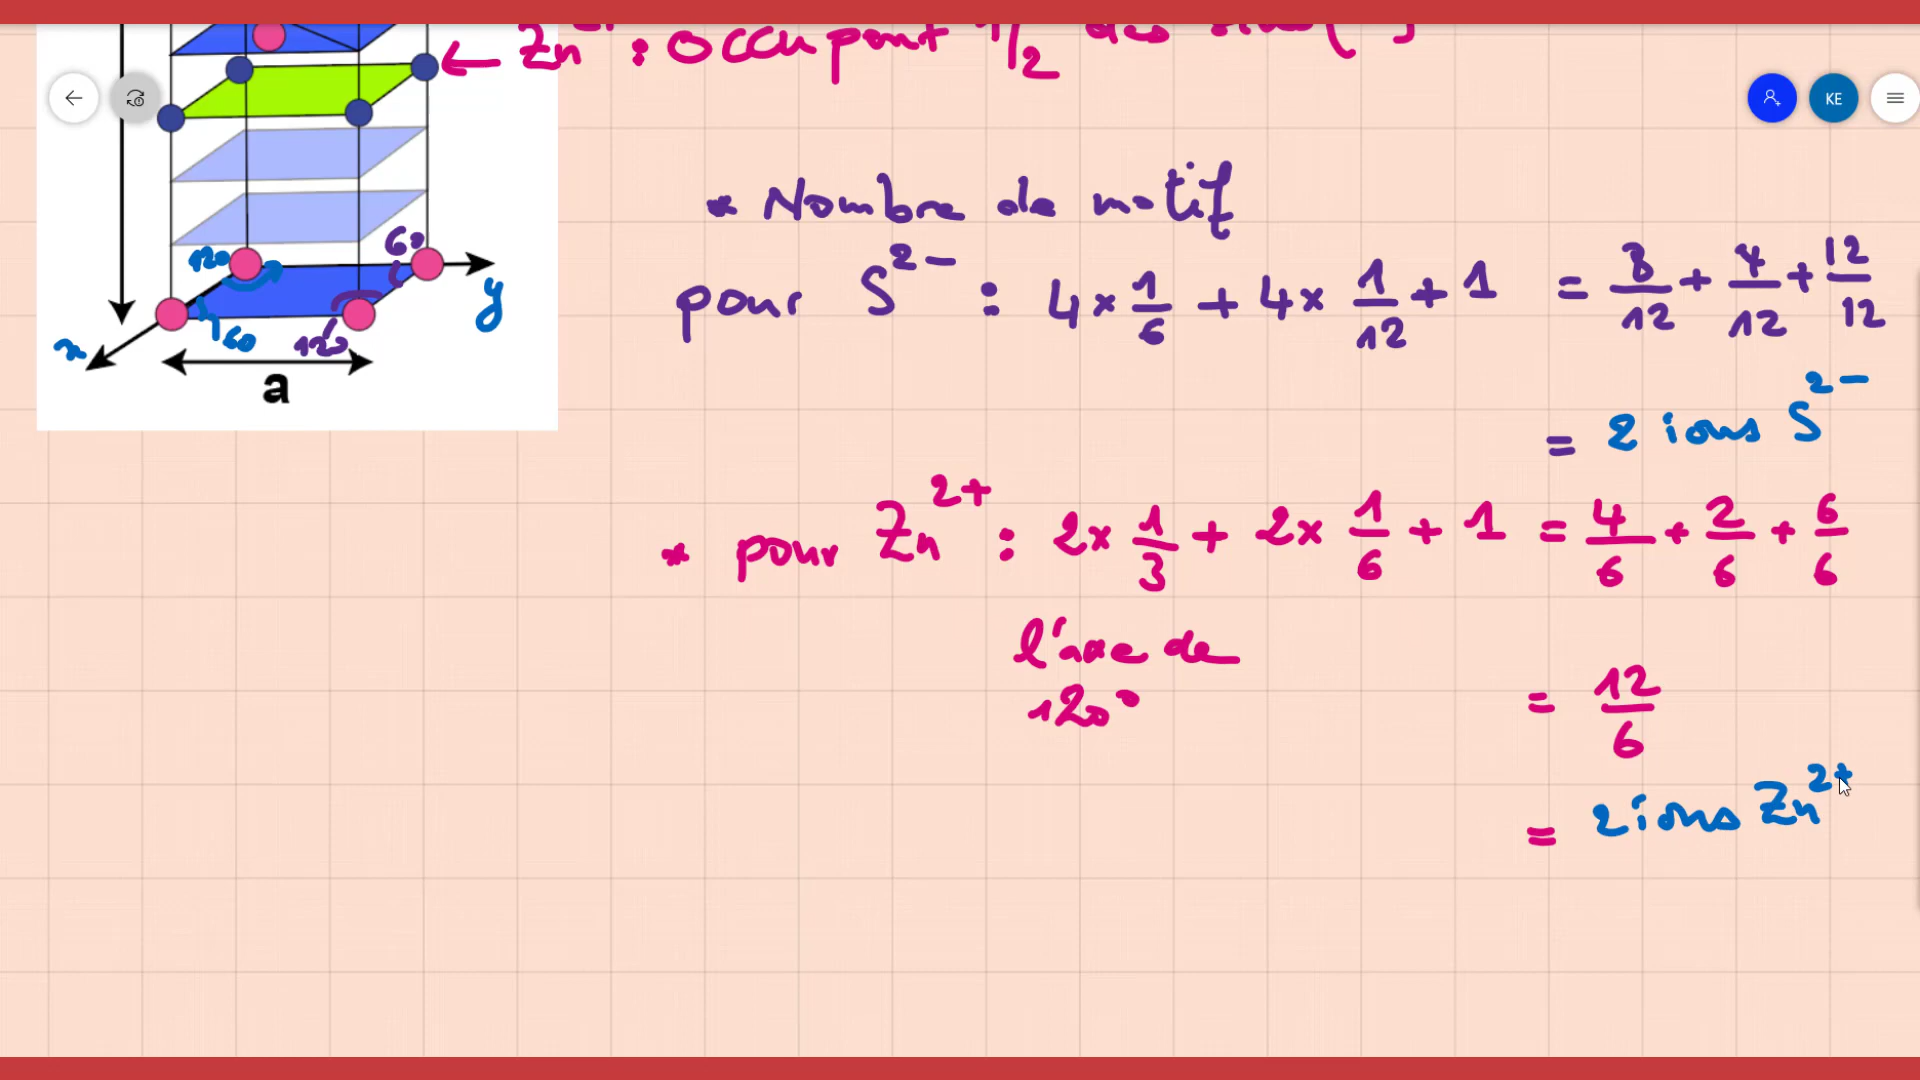 Zn : occupant 1/2 des
KE
* Nombre de motif
pour S²⁻ : 4 × 1/6 + 4 × 1/12 + 1 = 8/12 + 4/12 + 12/12
= 2 ions S²⁻
* pour Zn²⁺ : 2 × 1/3 + 2 × 1/6 + 1 = 4/6 + 2/6 + 6/6
l'axe de
120°
= 12/6
= 2 ions Zn²⁺
120
60
y
x
60
120
a